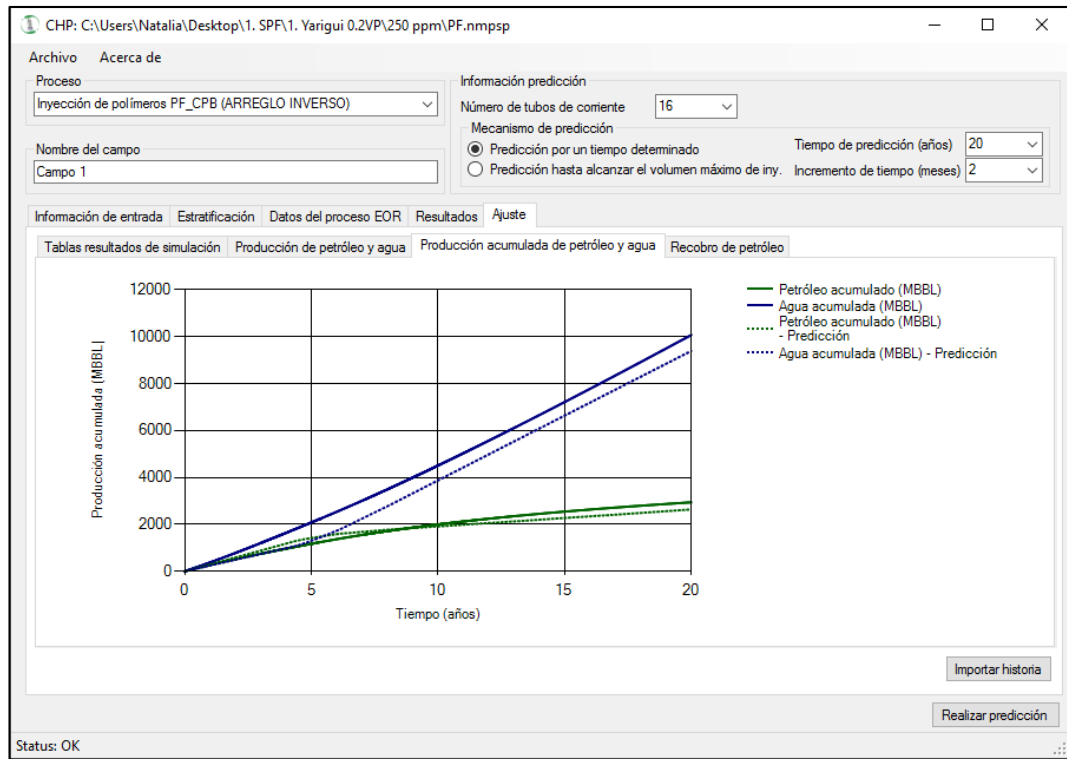 CHP: C:\Users\Natalia\Desktop\1. SPF\1. Yarigui 0.2VP\250 ppm\PF.nmpsp
Archivo Acerca de
Proceso
Inyección de polímeros PF_CPB (ARREGLO INVERSO)
Nombre del campo
Campo 1
Información predicción
Número de tubos de corriente 16
Mecanismo de predicción
Predicción por un tiempo determinado
Predicción hasta alcanzar el volumen máximo de iny.
Tiempo de predicción (años) 20
Incremento de tiempo (meses) 2
Información de entrada Estratificación Datos del proceso EOR Resultados Ajuste
Tablas resultados de simulación Producción de petróleo y agua Producción acumulada de petróleo y agua Recobro de petróleo
12000
10000
8000
6000
4000
2000
0
Producción acumulada (MBBL)
0 5 10 15 20
Tiempo (años)
Petróleo acumulado (MBBL)
Agua acumulada (MBBL)
Petróleo acumulado (MBBL)
- Predicción
Agua acumulada (MBBL) - Predicción
Importar historia
Realizar predicción
Status: OK